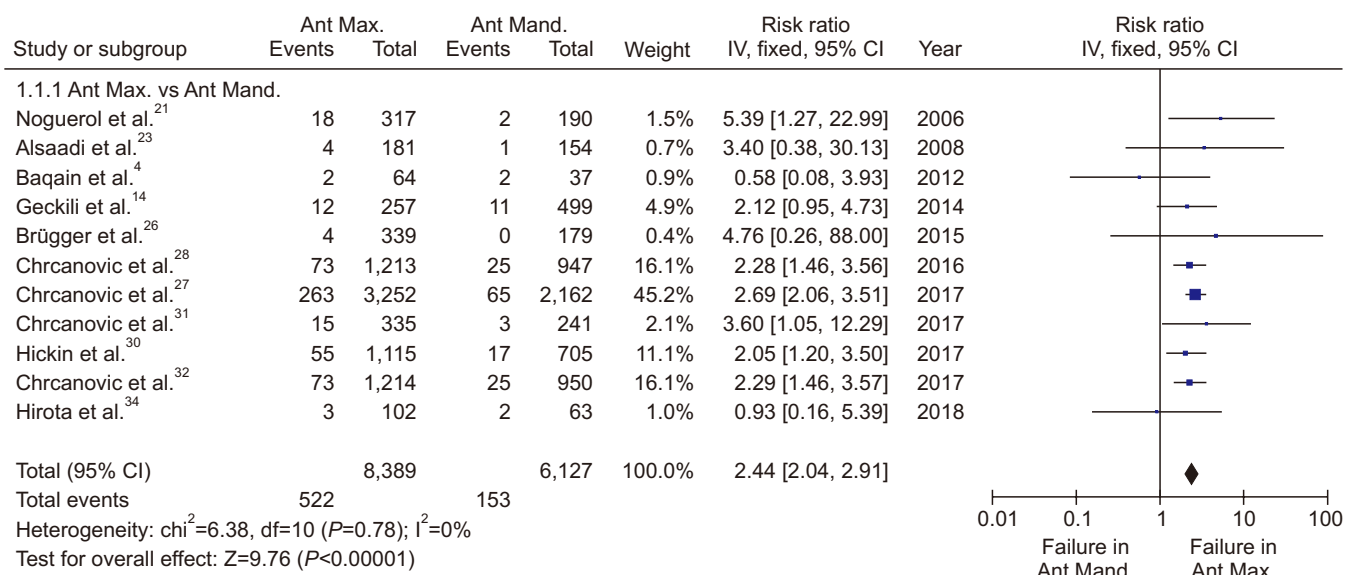 Ant Max. Ant Mand. Risk ratio Risk ratio
Study or subgroup Events Total Events Total Weight IV, fixed, 95% CI Year IV, fixed, 95% CI
1.1.1 Ant Max. vs Ant Mand.
Noguerol et al.21 18 317 2 190 1.5% 5.39 [1.27, 22.99] 2006
Alsaadi et al.23 4 181 1 154 0.7% 3.40 [0.38, 30.13] 2008
Baqain et al.4 2 64 2 37 0.9% 0.58 [0.08, 3.93] 2012
Geckili et al.14 12 257 11 499 4.9% 2.12 [0.95, 4.73] 2014
Brügger et al.26 4 339 0 179 0.4% 4.76 [0.26, 88.00] 2015
Chrcanovic et al.28 73 1,213 25 947 16.1% 2.28 [1.46, 3.56] 2016
Chrcanovic et al.27 263 3,252 65 2,162 45.2% 2.69 [2.06, 3.51] 2017
Chrcanovic et al.31 15 335 3 241 2.1% 3.60 [1.05, 12.29] 2017
Hickin et al.30 55 1,115 17 705 11.1% 2.05 [1.20, 3.50] 2017
Chrcanovic et al.32 73 1,214 25 950 16.1% 2.29 [1.46, 3.57] 2017
Hirota et al.34 3 102 2 63 1.0% 0.93 [0.16, 5.39] 2018
Total (95% CI) 8,389 6,127 100.0% 2.44 [2.04, 2.91]
Total events 522 153
Heterogeneity: chi2=6.38, df=10 (P=0.78); I2=0%
Test for overall effect: Z=9.76 (P<0.00001)
0.01 0.1 1 10 100
Failure in Failure in
Ant Mand. Ant Max.